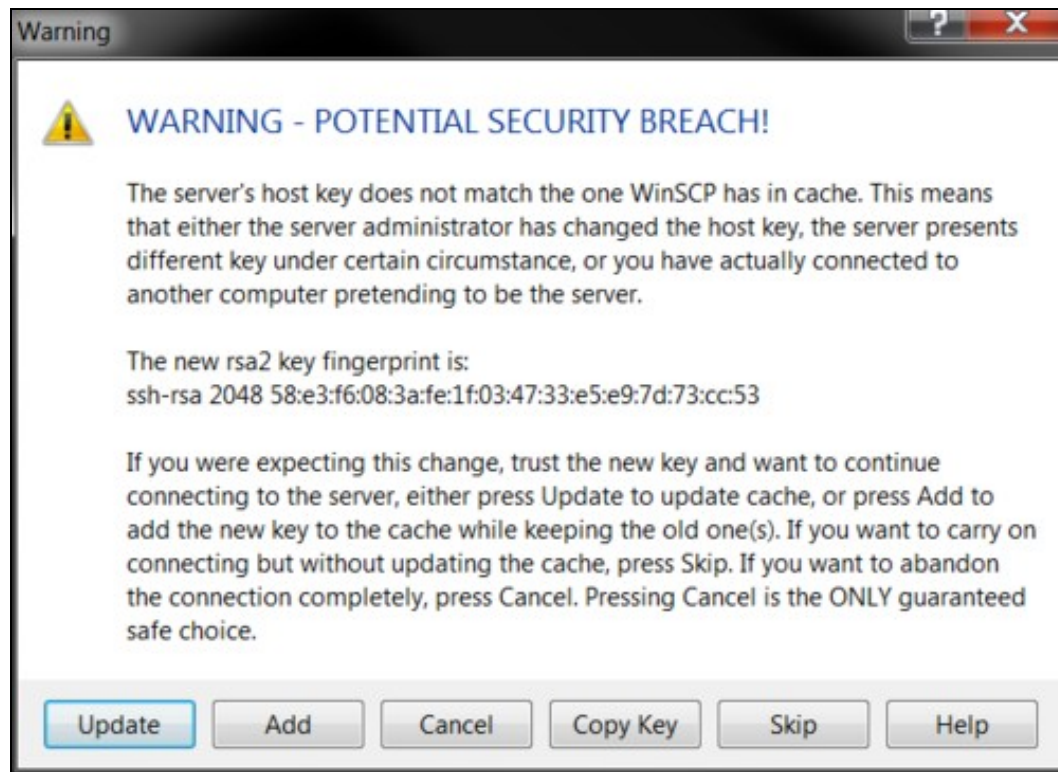 Warning
?
X
WARNING - POTENTIAL SECURITY BREACH!
The server's host key does not match the one WinSCP has in cache. This means
that either the server administrator has changed the host key, the server presents
different key under certain circumstance, or you have actually connected to
another computer pretending to be the server.
The new rsa2 key fingerprint is:
ssh-rsa 2048 58:e3:f6:08:3a:fe:1f:03:47:33:e5:e9:7d:73:cc:53
If you were expecting this change, trust the new key and want to continue
connecting to the server, either press Update to update cache, or press Add to
add the new key to the cache while keeping the old one(s). If you want to carry on
connecting but without updating the cache, press Skip. If you want to abandon
the connection completely, press Cancel. Pressing Cancel is the ONLY guaranteed
safe choice.
Update Add Cancel Copy Key Skip Help